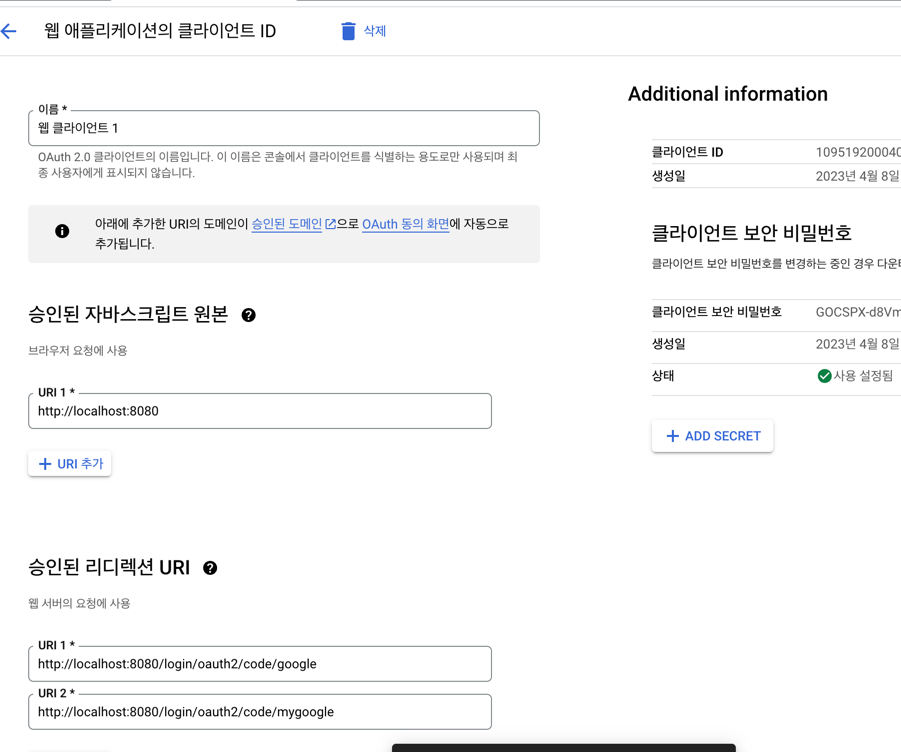 웹 애플리케이션의 클라이언트 ID
삭제
이름 *
웹 클라이언트 1
OAuth 2.0 클라이언트의 이름입니다. 이 이름은 콘솔에서 클라이언트를 식별하는 용도로만 사용되며 최
종 사용자에게 표시되지 않습니다.
아래에 추가한 URI의 도메인이 승인된 도메인으로 OAuth 동의 화면에 자동으로
추가됩니다.
승인된 자바스크립트 원본
브라우저 요청에 사용
URI 1 *
http://localhost:8080
URI 추가
승인된 리디렉션 URI
웹 서버의 요청에 사용
URI 1 *
http://localhost:8080/login/oauth2/code/google
URI 2 *
http://localhost:8080/login/oauth2/code/mygoogle
Additional information
클라이언트 ID 109519200040
생성일 2023년 4월 8일
클라이언트 보안 비밀번호
클라이언트 보안 비밀번호를 변경하는 중인 경우
클라이언트 보안 비밀번호 GOCSPX-d8Vm
생성일 2023년 4월 8일
상태 사용 설정됨
ADD SECRET